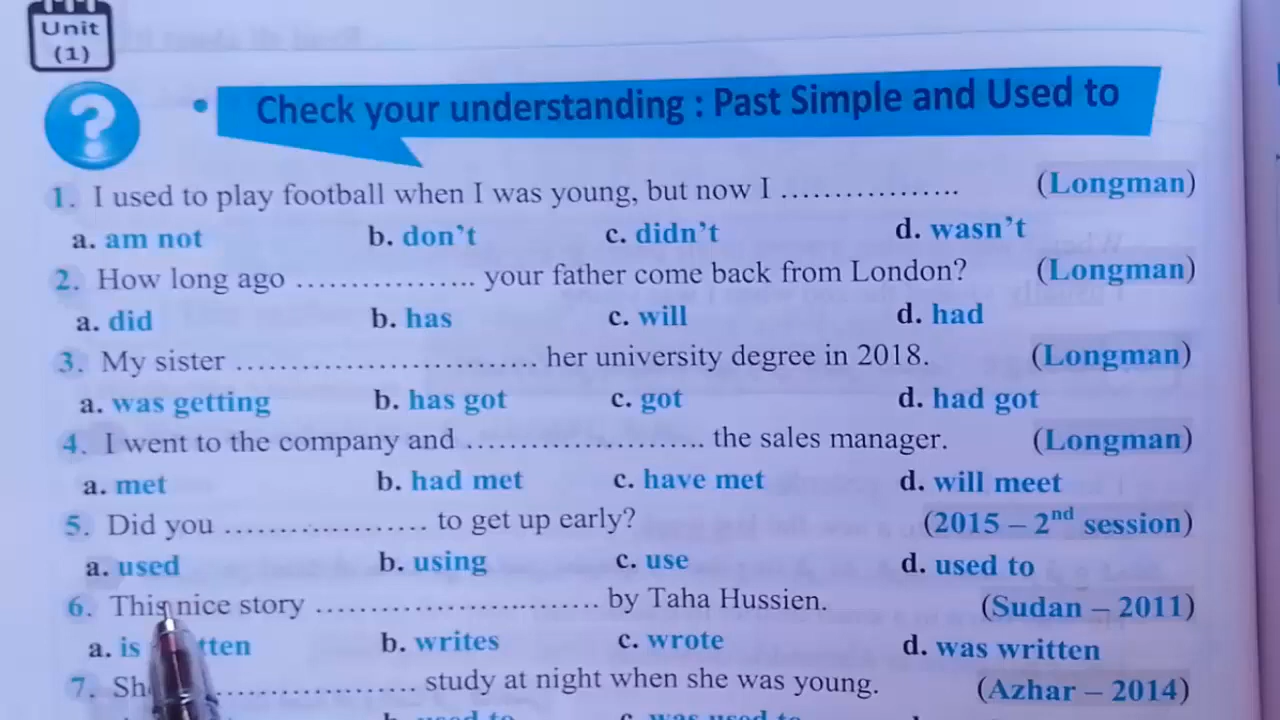 Unit
(1)
? • Check your understanding : Past Simple and Used to
1. I used to play football when I was young, but now I ................. (Longman)
a. am not b. don't c. didn't d. wasn't
2. How long ago ................. your father come back from London? (Longman)
a. did b. has c. will d. had
3. My sister ............................ her university degree in 2018. (Longman)
a. was getting b. has got c. got d. had got
4. I went to the company and ...................... the sales manager. (Longman)
a. met b. had met c. have met d. will meet
5. Did you ................... to get up early? (2015 – 2nd session)
a. used b. using c. use d. used to
6. This nice story .......................... by Taha Hussien. (Sudan – 2011)
a. is b. writes c. wrote d. was written
7. ................... study at night when she was young. (Azhar – 2014)
b. used to c. was used to